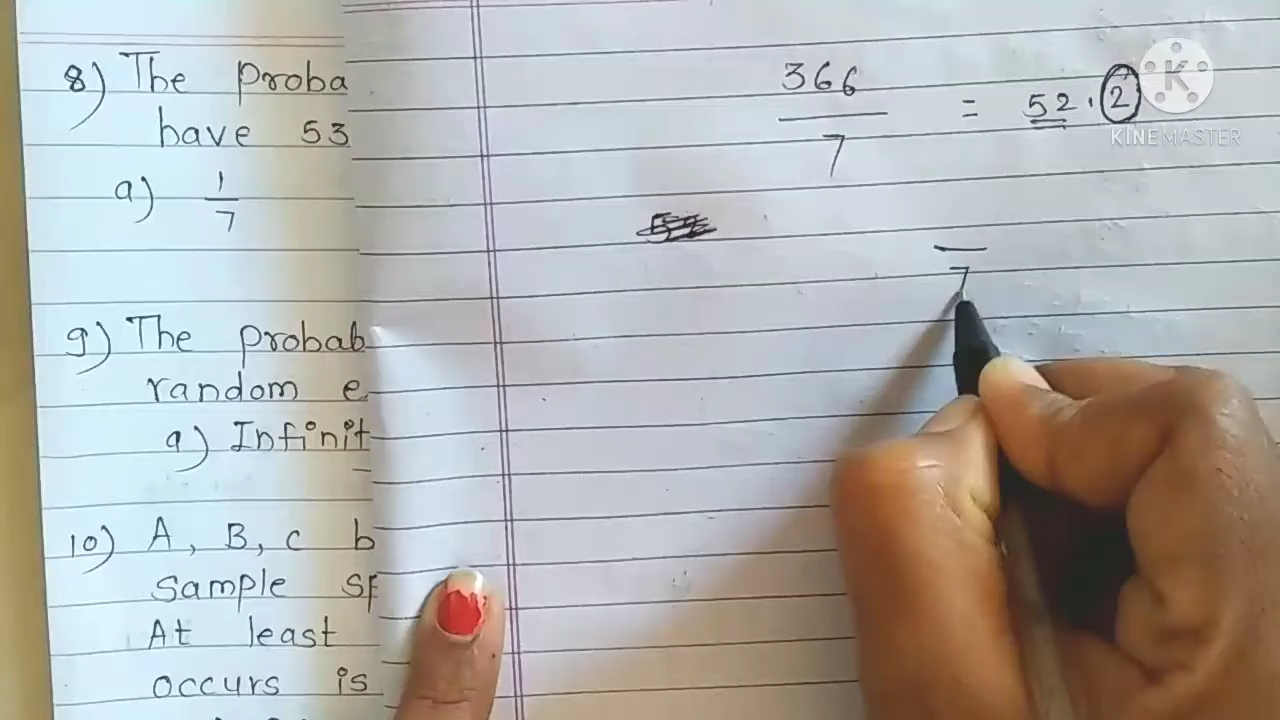 8) The proba
have 53
a) 1/7
9) The probab
random e
a) Infinit
10) A, B, c b
Sample sp
At least
occurs is
366/7 = 52.2
7
K
KINEMASTER